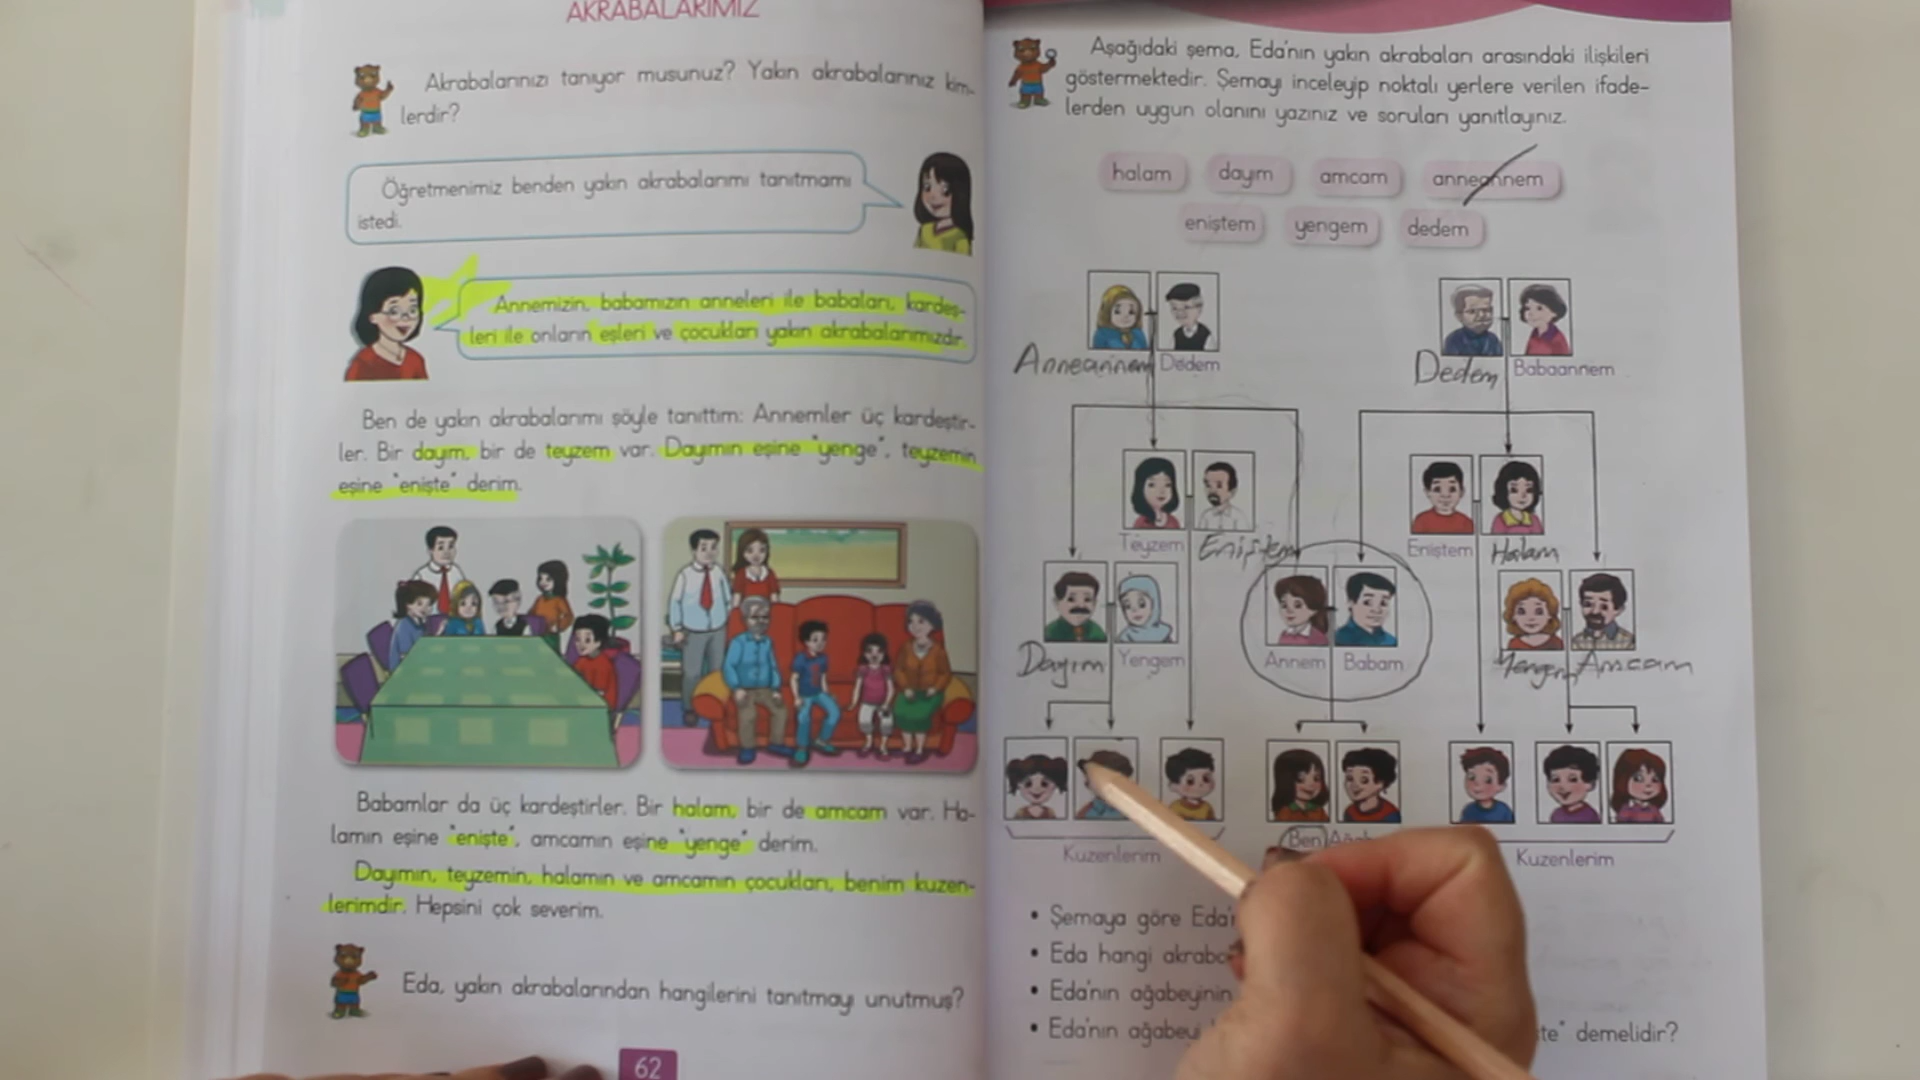 AKRABALARIMIZ
Akrabalarınızı tanıyor musunuz? Yakın akrabalarınız kim-
lerdir?
Öğretmenimiz benden yakın akrabalarımı tanıtmamı
istedi.
Annemizin, babamızın anneleri ile babaları, kardeş-
leri ile onların eşleri ve çocukları yakın akrabalarımızdır.
Ben de yakın akrabalarımı şöyle tanıttım: Annemler üç kardeştir-
ler. Bir dayım, bir de teyzem var. Dayımın eşine "yenge", teyzemin
eşine "enişte" derim.
Babamlar da üç kardeştirler. Bir halam, bir de amcam var. Ha-
lamın eşine "enişte", amcamın eşine "yenge" derim.
Dayımın, teyzemin, halamın ve amcamın çocukları, benim kuzen-
lerimdir. Hepsini çok severim.
Eda, yakın akrabalarından hangilerini tanıtmayı unutmuş?
62
Aşağıdaki şema, Eda'nın yakın akrabaları arasındaki ilişkileri
göstermektedir. Şemayı inceleyip noktalı yerlere verilen ifade-
lerden uygun olanını yazınız ve soruları yanıtlayınız.
halam dayım amcam anneannem
eniştem yengem dedem
Anneannem Dedem Dedem Babaannem
Teyzem Eniştem Eniştem Halam
Dayım Yengem Annem Babam Yengem Amcam
Ben
Kuzenlerim Kuzenlerim
• Şemaya göre
• Eda hangi
• Eda'nın ağabeyinin
• Eda'nın ağabeyi demelidir?